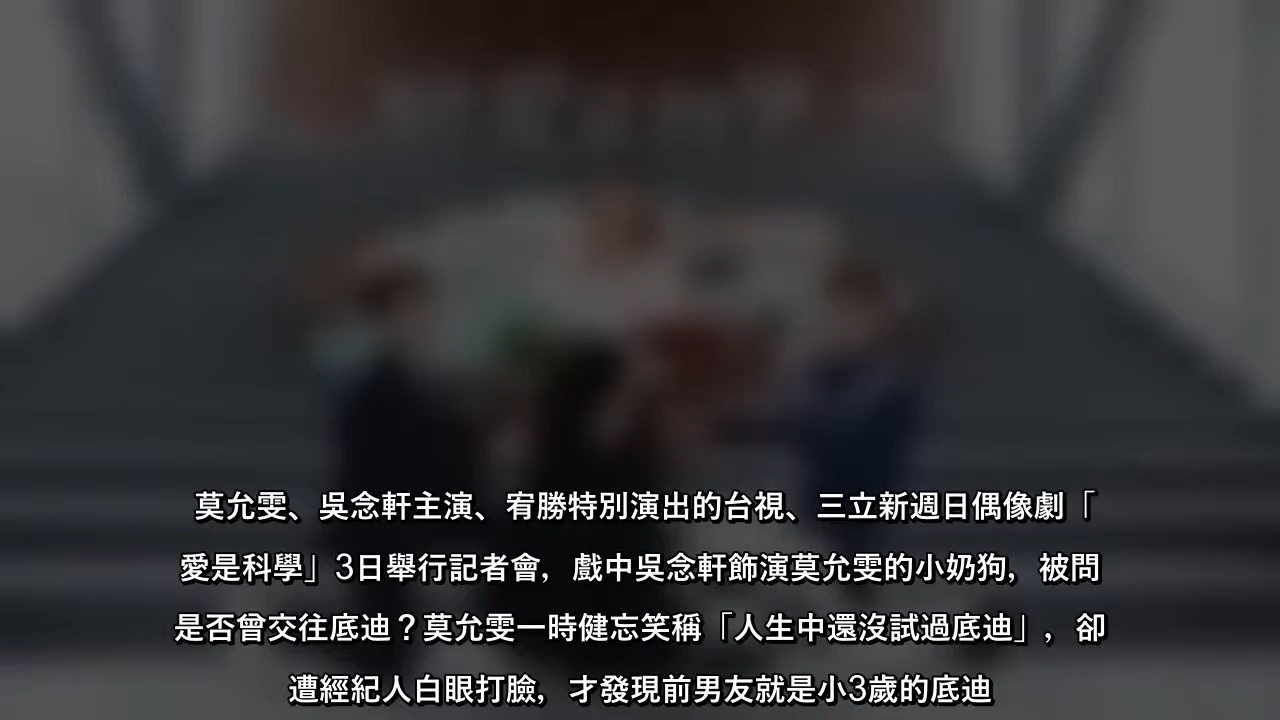 莫允雯、吳念軒主演、宥勝特別演出的台視、三立新週日偶像劇「
愛是科學」3日舉行記者會，戲中吳念軒飾演莫允雯的小奶狗，被問
是否曾交往底迪？莫允雯一時健忘笑稱「人生中還沒試過底迪」，卻
遭經紀人白眼打臉，才發現前男友就是小3歲的底迪